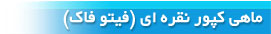 ماهی کپور نقره ای (فیتو فاک)